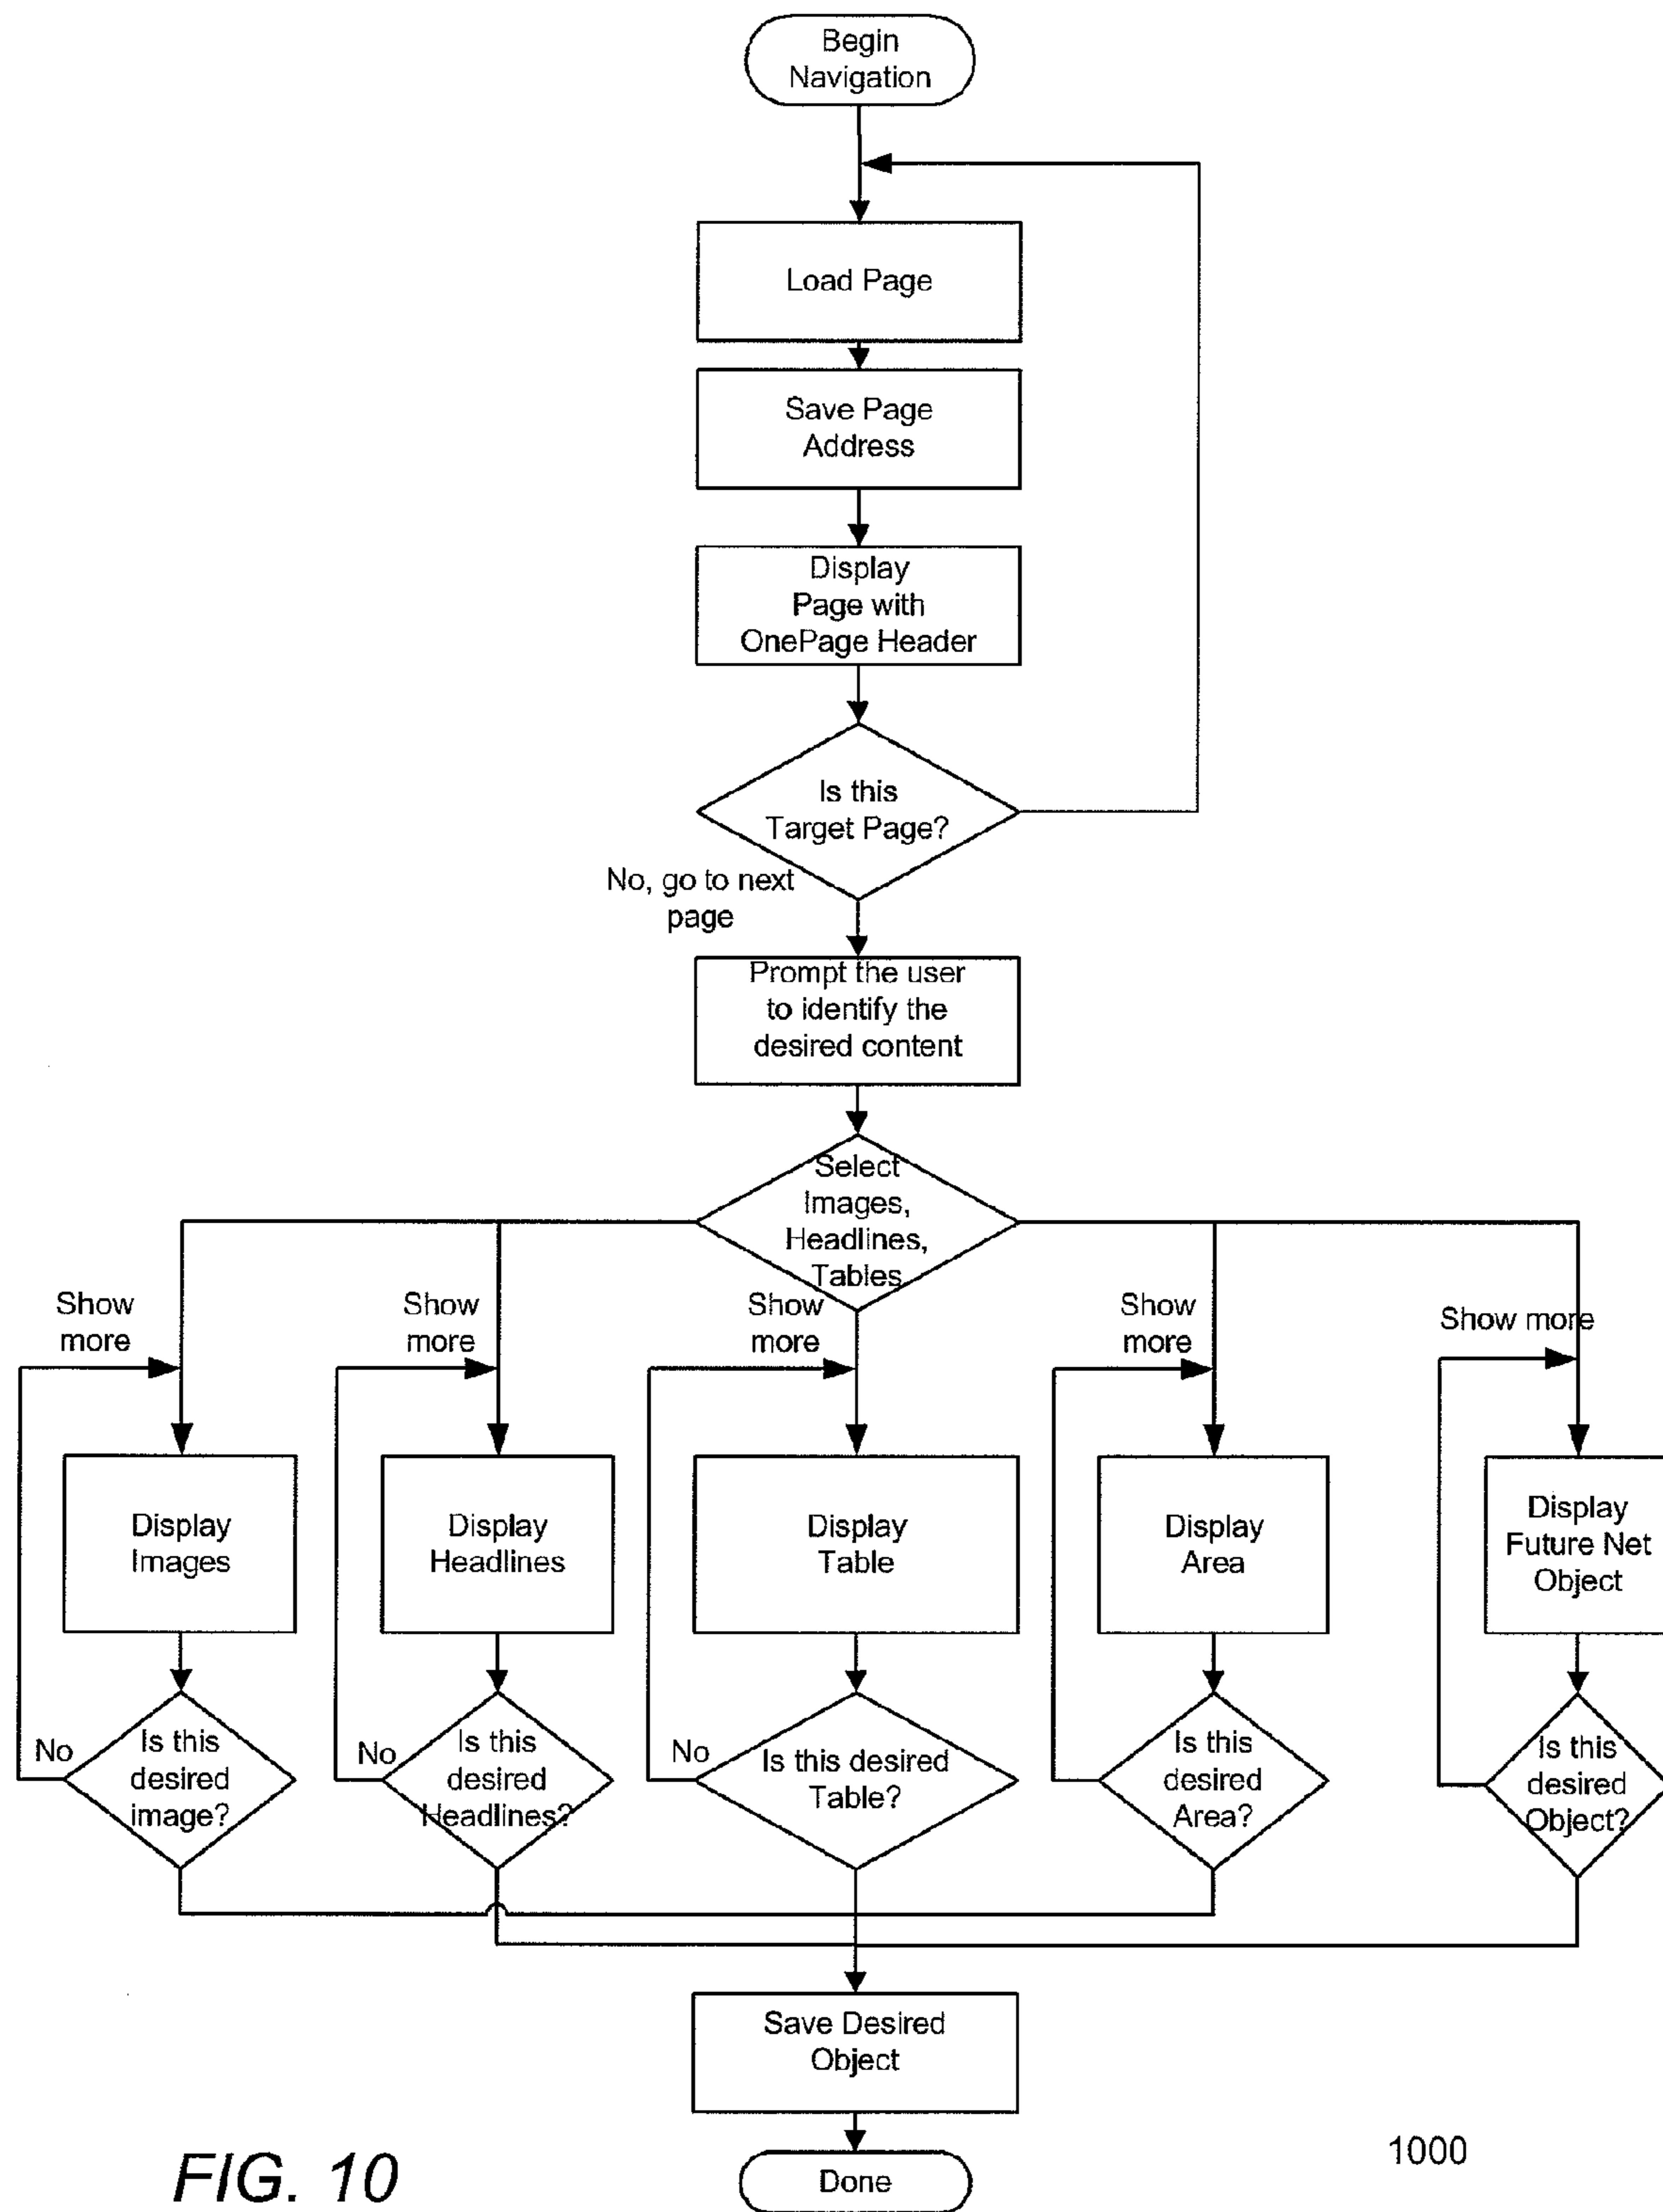 Begin
Navigation
Load Page
Save Page
Address
Display
Page with
OnePage Header
Is this
Target Page?
No, go to next
page
Prompt the user
to identify the
desired content
Select
Images,
Headlines,
Tables
Show
more
Show
more
Show
more
Show
more
Show more
Display
Images
Display
Headlines
Display
Table
Display
Area
Display
Future Net
Object
No
Is this
desired
image?
No
Is this
desired
Headlines?
No
Is this desired
Table?
Is this
desired
Area?
Is this
desired
Object?
Save Desired
Object
Done
FIG. 10
1000